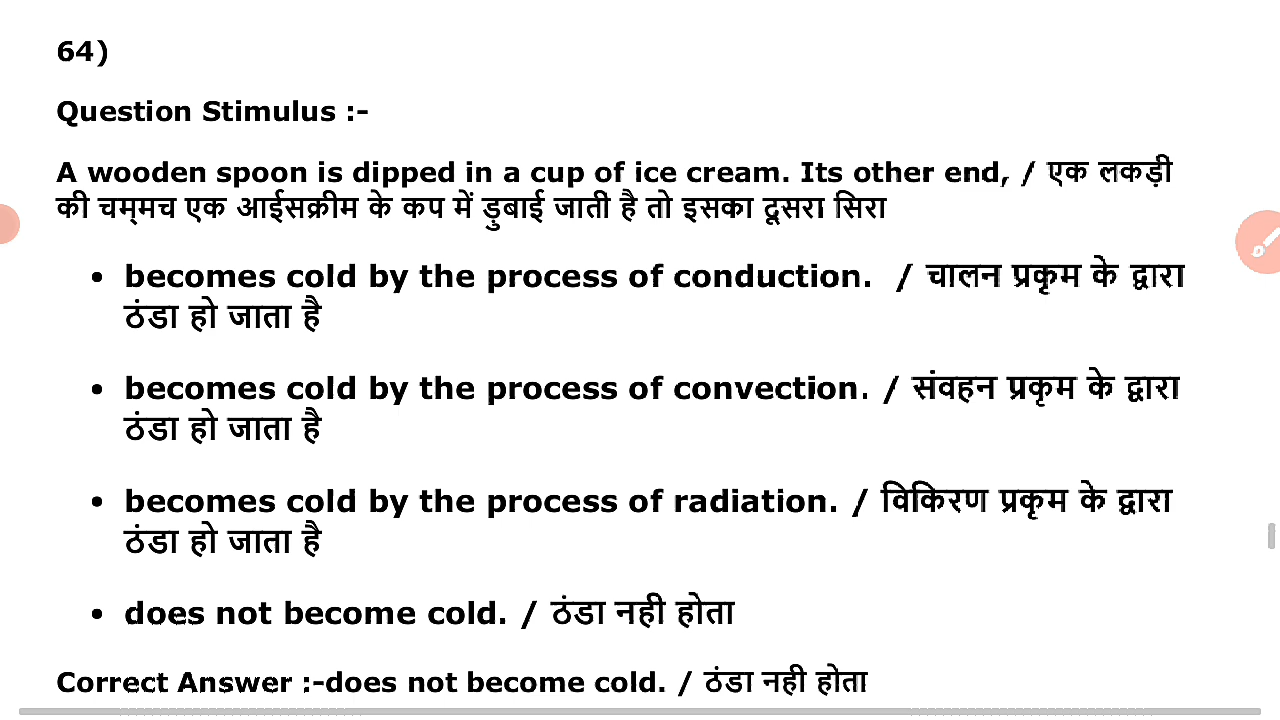 64)
Question Stimulus :-
A wooden spoon is dipped in a cup of ice cream. Its other end, / एक लकड़ी
की चम्मच एक आईसक्रीम के कप में डुबाई जाती है तो इसका दूसरा सिरा
• becomes cold by the process of conduction. / चालन प्रकृम के द्वारा
ठंडा हो जाता है
• becomes cold by the process of convection. / संवहन प्रकृम के द्वारा
ठंडा हो जाता है
• becomes cold by the process of radiation. / विकिरण प्रकृम के द्वारा
ठंडा हो जाता है
• does not become cold. / ठंडा नही होता
Correct Answer :-does not become cold. / ठंडा नही होता